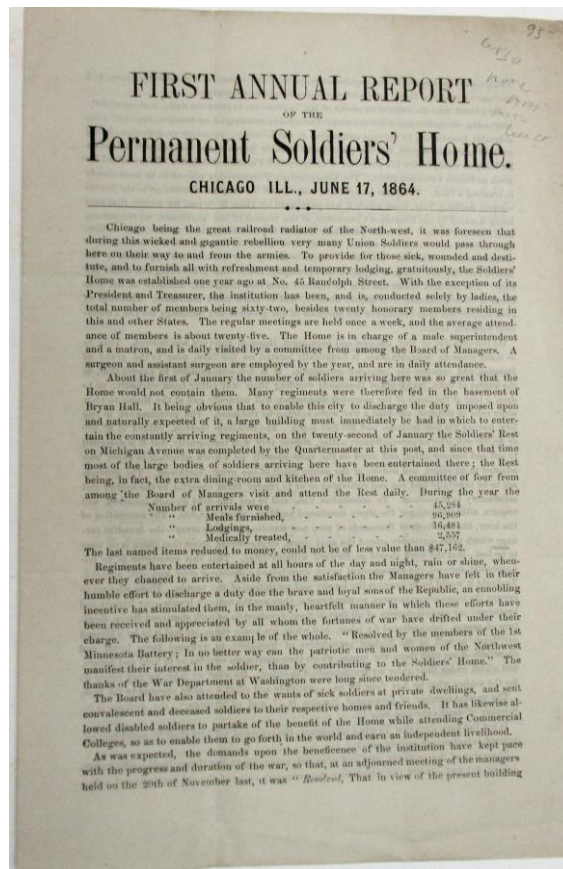 95-
FIRST ANNUAL REPORT
OF THE
Permanent Soldiers' Home.
CHICAGO ILL., JUNE 17, 1864.
Chicago being the great railroad radiator of the North-west, it was foreseen that
during this wicked and gigantic rebellion very many Union Soldiers would pass through
here on their way to and from the armies. To provide for those sick, wounded and desti-
tute, and to furnish all with refreshment and temporary lodging, gratuitously, the Soldiers'
Home was established one year ago at No. 45 Randolph Street. With the exception of its
President and Treasurer, the institution has been, and is, conducted solely by ladies, the
total number of members being sixty-two, besides twenty honorary members residing in
this and other States. The regular meetings are held once a week, and the average attend-
ance of members is about twenty-five. The Home is in charge of a male superintendent
and a matron, and is daily visited by a committee from among the Board of Managers. A
surgeon and assistant surgeon are employed by the year, and are in daily attendance.
About the first of January the number of soldiers arriving here was so great that the
Home would not contain them. Many regiments were therefore fed in the basement of
Bryan Hall. It being obvious that to enable this city to discharge the duty imposed upon
and naturally expected of it, a large building must immediately be had in which to enter-
tain the constantly arriving regiments, on the twenty-second of January the Soldiers' Rest
on Michigan Avenue was completed by the Quartermaster at this post, and since that time
most of the large bodies of soldiers arriving here have been entertained there; the Rest
being, in fact, the extra dining-room and kitchen of the Home. A committee of four from
among the Board of Managers visit and attend the Rest daily. During the year the
Number of arrivals were - - - - - 45,284
" " Meals furnished, - - - - - 96,909
" Lodgings, - - - - - 16,481
" Medically treated, - - - - - 2,557
The last named items reduced to money, could not be of less value than $47,162.
Regiments have been entertained at all hours of the day and night, rain or shine, when-
ever they chanced to arrive. Aside from the satisfaction the Managers have felt in their
humble effort to discharge a duty due the brave and loyal sons of the Republic, an ennobling
incentive has stimulated them, in the manly, heartfelt manner in which these efforts have
been received and appreciated by all whom the fortunes of war have drifted under their
charge. The following is an example of the whole. "Resolved by the members of the 1st
Minnesota Battery; In no better way can the patriotic men and women of the Northwest
manifest their interest in the soldier, than by contributing to the Soldiers' Home." The
thanks of the War Department at Washington were long since tendered.
The Board have also attended to the wants of sick soldiers at private dwellings, and sent
convalescent and deceased soldiers to their respective homes and friends. It has likewise al-
lowed disabled soldiers to partake of the benefit of the Home while attending Commercial
Colleges, so as to enable them to go forth in the world and earn an independent livelihood.
As was expected, the demands upon the beneficence of the institution have kept pace
with the progress and duration of the war, so that, at an adjourned meeting of the managers
held on the 20th of November last, it was "Resolved, That in view of the present building